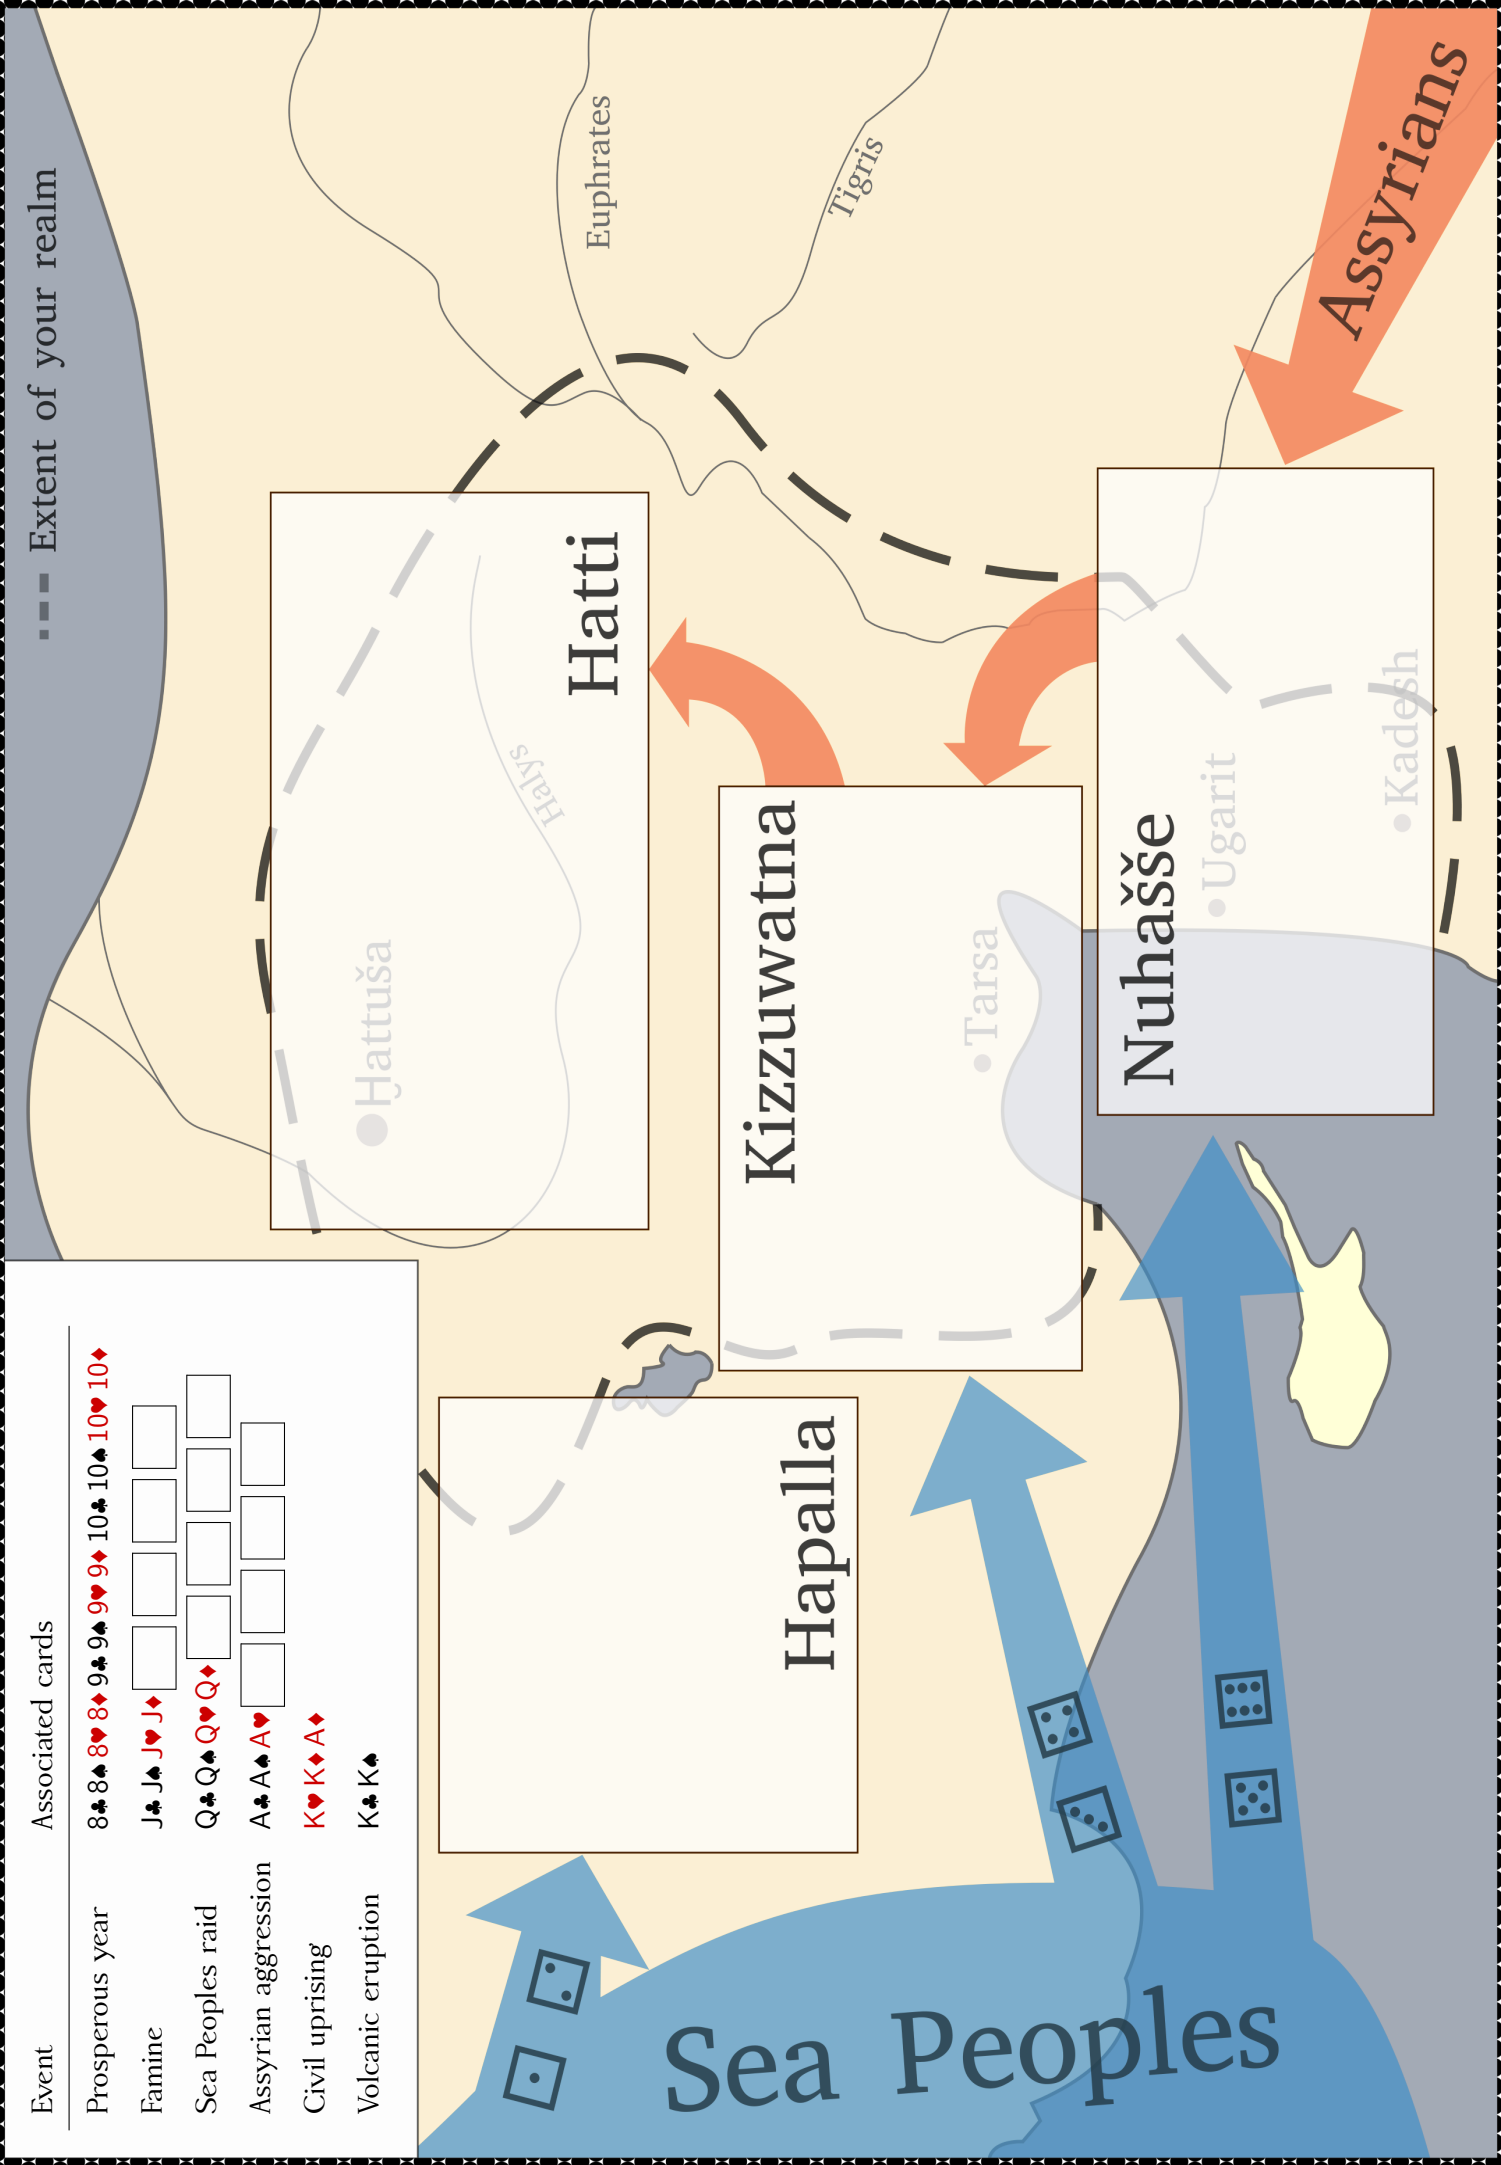 Event Associated cards
Prosperous year 8♣8♠8♥8♦9♣9♠9♥9♦10♣10♠10♥10♦
Famine J♣J♠J♥J♦
Sea Peoples raid Q♣Q♠Q♥Q♦
Assyrian aggression A♣A♠A♥
Civil uprising K♥K♦A♦
Volcanic eruption K♣K♠
Extent of your realm
Ḫattuša
Halys
Hatti
Euphrates
Tigris
Hapalla
Kizzuwatna
Tarsa
Nuhašše
Ugarit
Kadesh
Assyrians
Sea Peoples